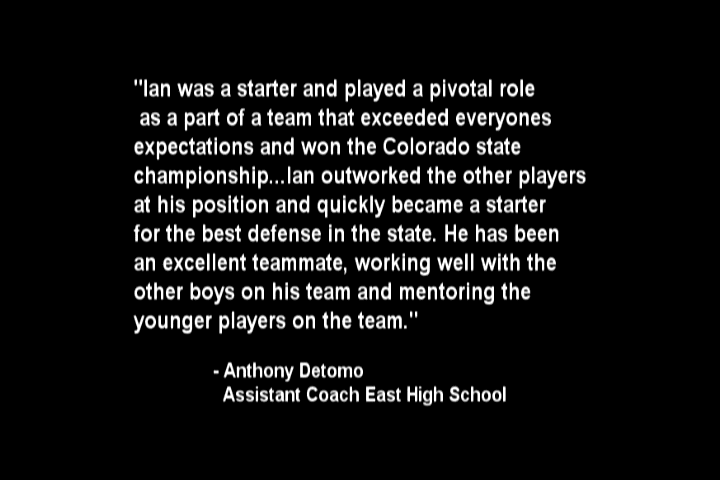 "Ian was a starter and played a pivotal role
as a part of a team that exceeded everyones
expectations and won the Colorado state
championship...Ian outworked the other players
at his position and quickly became a starter
for the best defense in the state. He has been
an excellent teammate, working well with the
other boys on his team and mentoring the
younger players on the team."
- Anthony Detomo
Assistant Coach East High School